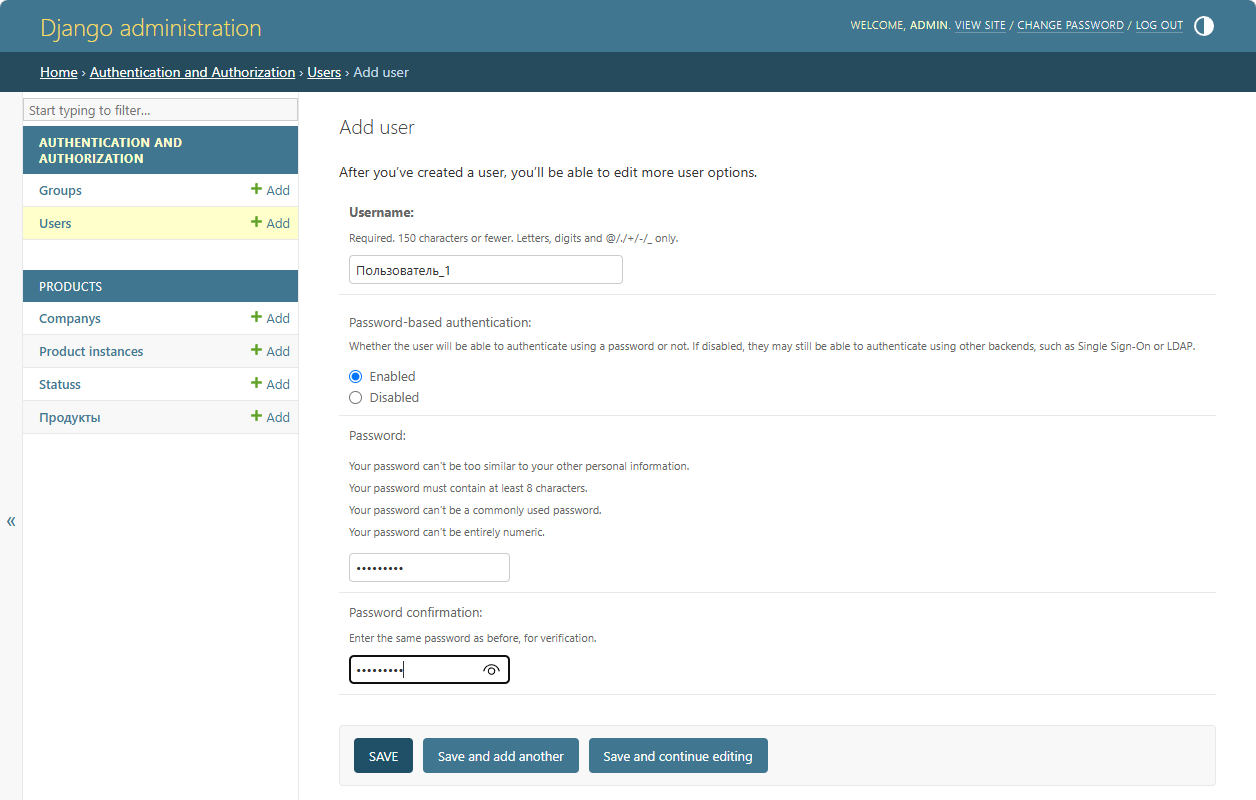 Django administration
WELCOME, ADMIN. VIEW SITE / CHANGE PASSWORD / LOG OUT
Home › Authentication and Authorization › Users › Add user
Start typing to filter...
AUTHENTICATION AND
AUTHORIZATION
Groups + Add
Users + Add
PRODUCTS
Companys + Add
Product instances + Add
Statuss + Add
Продукты + Add
«
Add user
After you’ve created a user, you’ll be able to edit more user options.
Username:
Required. 150 characters or fewer. Letters, digits and @/./+/-/_ only.
Пользователь_1
Password-based authentication:
Whether the user will be able to authenticate using a password or not. If disabled, they may still be able to authenticate using other backends, such as Single Sign-On or LDAP.
Enabled
Disabled
Password:
Your password can’t be too similar to your other personal information.
Your password must contain at least 8 characters.
Your password can’t be a commonly used password.
Your password can’t be entirely numeric.
•••••••••
Password confirmation:
Enter the same password as before, for verification.
•••••••••
SAVE
Save and add another
Save and continue editing